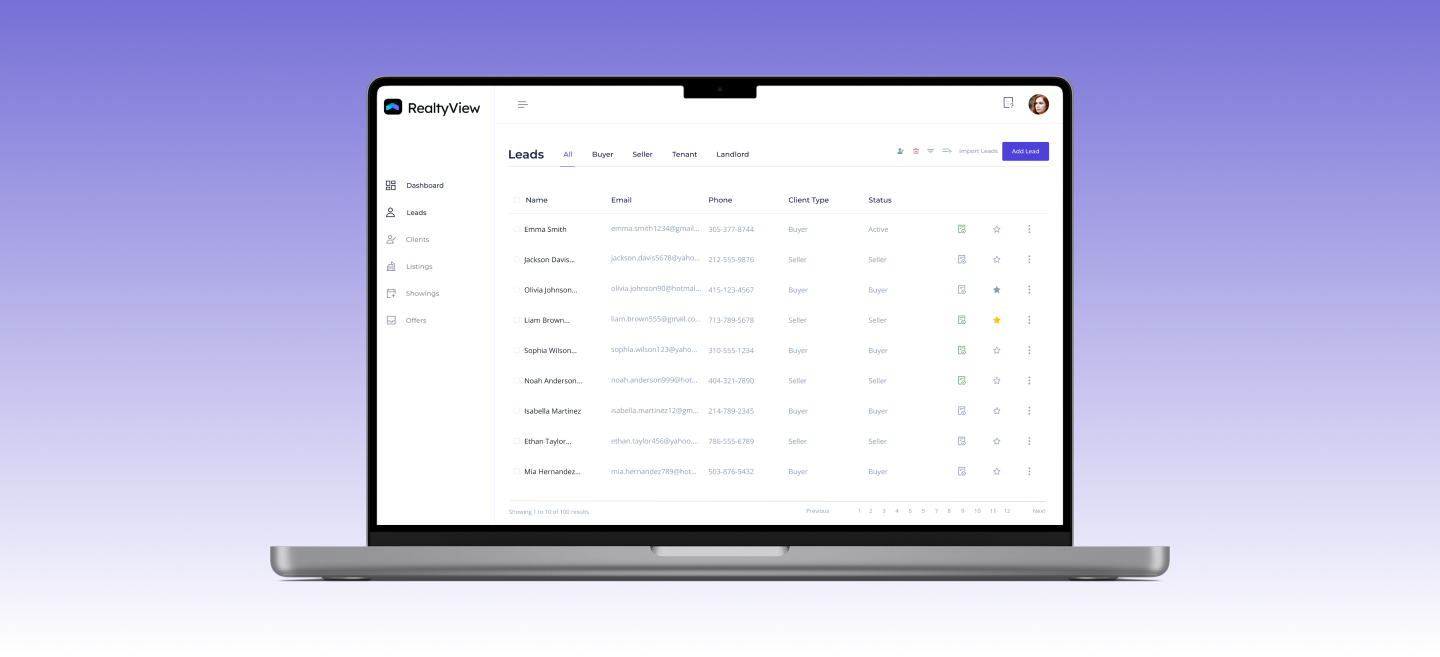 RealtyView
Leads All Buyer Seller Tenant Landlord Import Leads Add Lead
Dashboard
Leads
Clients
Listings
Showings
Offers
Name Email Phone Client Type Status
Emma Smith emma.smith1234@gmail... 305-377-8744 Buyer Active
Jackson Davis... jackson.davis5678@yaho... 212-555-9876 Seller Seller
Olivia Johnson... olivia.johnson90@hotmai... 415-123-4567 Buyer Buyer
Liam Brown... liam.brown555@gmail.co... 713-789-5678 Seller Seller
Sophia Wilson... sophia.wilson123@yaho... 310-555-1234 Buyer Buyer
Noah Anderson... noah.anderson999@hot... 404-321-7890 Seller Seller
Isabella Martinez isabella.martinez12@gm... 214-789-2345 Buyer Buyer
Ethan Taylor... ethan.taylor456@yahoo.... 786-555-6789 Seller Seller
Mia Hernandez... mia.hernandez789@hot... 503-876-5432 Buyer Buyer
Showing 1 to 10 of 100 results Previous 1 2 3 4 6 5 7 8 9 10 11 12 Next